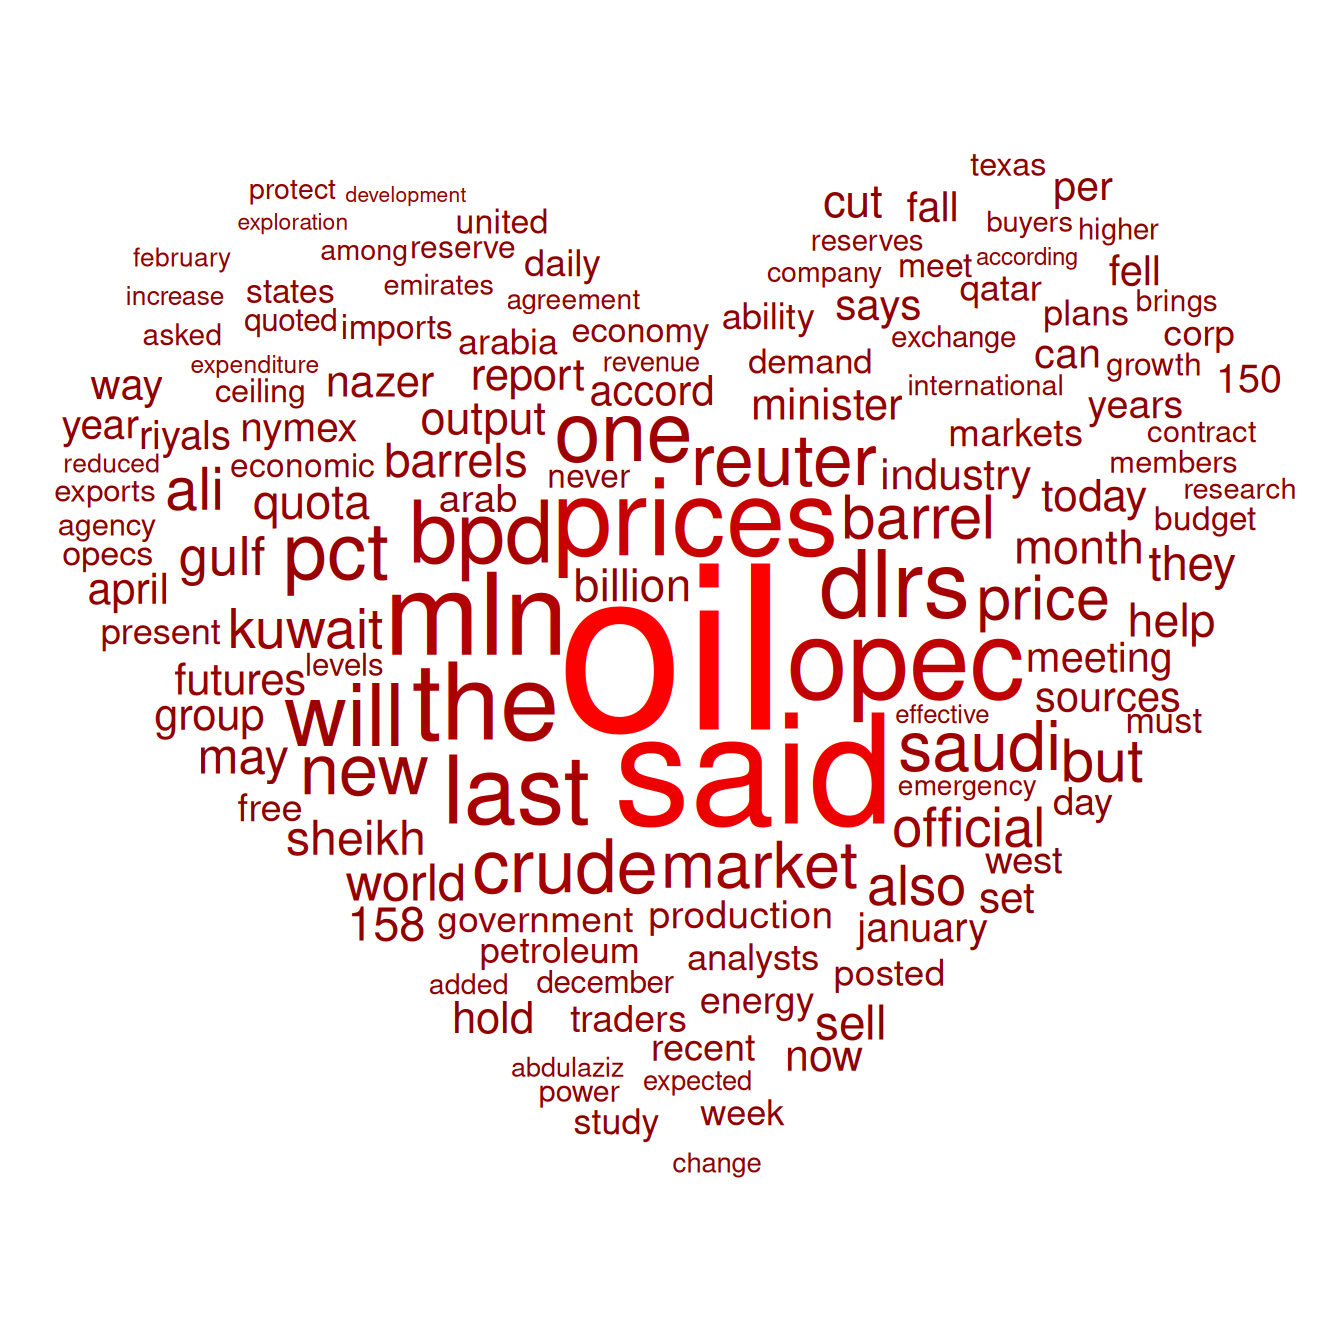 texas
protect development cut fall per
exploration united buyers higher
february among reserve daily reserves company meet according fell
increase states emirates agreement says qatar brings
asked quoted imports arabia economy ability exchange plans corp
expenditure ceiling nazer report revenue accord demand international can growth 150
way output one minister years
year riyals nymex reuter markets contract
reduced economic barrels never industry members
exports ali quota arab prices barrel today research
agency bpd budget
opecs gulf pct billion dlrs month they
april mln oil price help
present kuwait opec meeting
futures levels sources
group will the effective must
may new last said saudi but
free emergency day
sheikh official
world crude market also west set
158 government production january
petroleum analysts posted
added december energy
hold traders sell
recent now
abdulaziz expected
power
study week
change